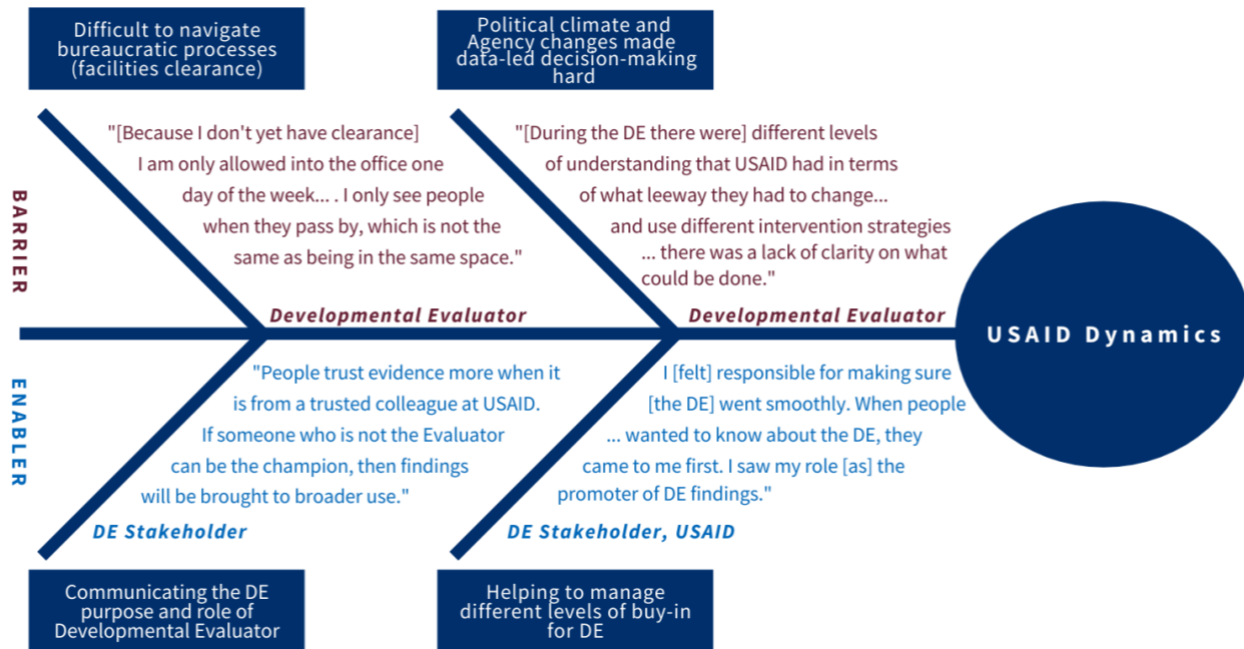 Difficult to navigate
bureaucratic processes
(facilities clearance)
Political climate and
Agency changes made
data-led decision-making
hard
BARRIER
"[Because I don't yet have clearance]
I am only allowed into the office one
day of the week... . I only see people
when they pass by, which is not the
same as being in the same space."
Developmental Evaluator
"[During the DE there were] different levels
of understanding that USAID had in terms
of what leeway they had to change...
and use different intervention strategies
... there was a lack of clarity on what
could be done."
Developmental Evaluator
USAID Dynamics
ENABLER
"People trust evidence more when it
is from a trusted colleague at USAID.
If someone who is not the Evaluator
can be the champion, then findings
will be brought to broader use."
DE Stakeholder
I [felt] responsible for making sure
[the DE] went smoothly. When people
... wanted to know about the DE, they
came to me first. I saw my role [as] the
promoter of DE findings."
DE Stakeholder, USAID
Communicating the DE
purpose and role of
Developmental Evaluator
Helping to manage
different levels of buy-in
for DE